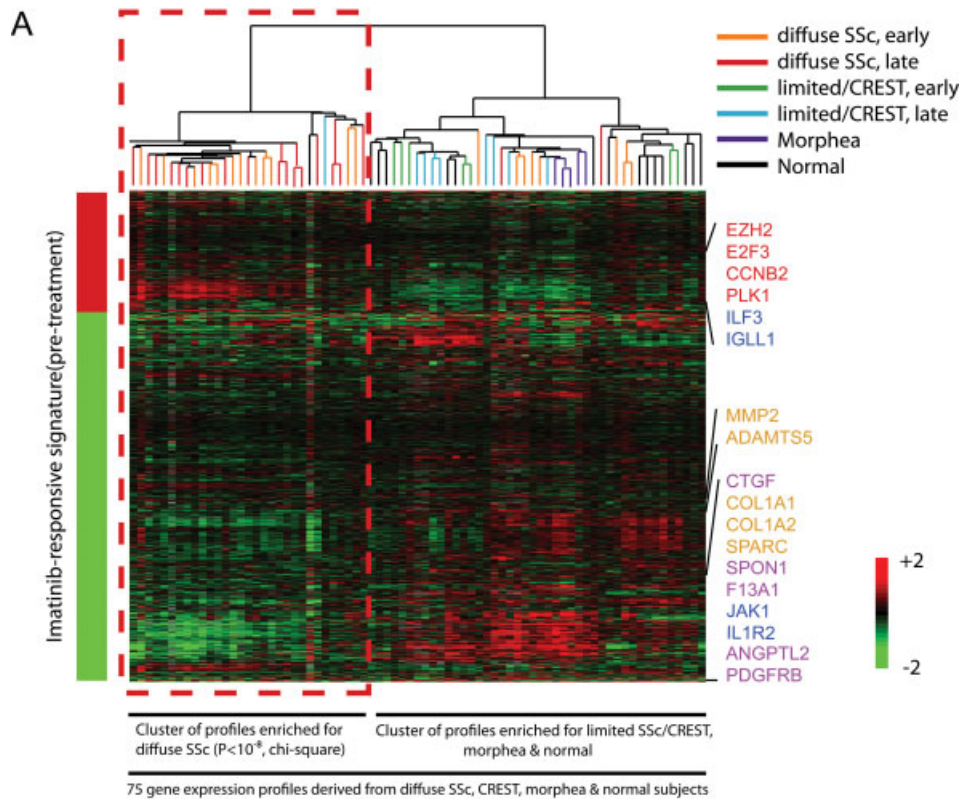 A
diffuse SSc, early
diffuse SSc, late
limited/CREST, early
limited/CREST, late
Morphea
Normal
Imatinib-responsive signature(pre-treatment)
EZH2
E2F3
CCNB2
PLK1
ILF3
IGLL1
MMP2
ADAMTS5
CTGF
COL1A1
COL1A2
SPARC
SPON1
F13A1
JAK1
IL1R2
ANGPTL2
PDGFRB
+2
-2
Cluster of profiles enriched for
diffuse SSc (P<10⁻⁸, chi-square)
Cluster of profiles enriched for limited SSc/CREST,
morphea & normal
75 gene expression profiles derived from diffuse SSc, CREST, morphea & normal subjects